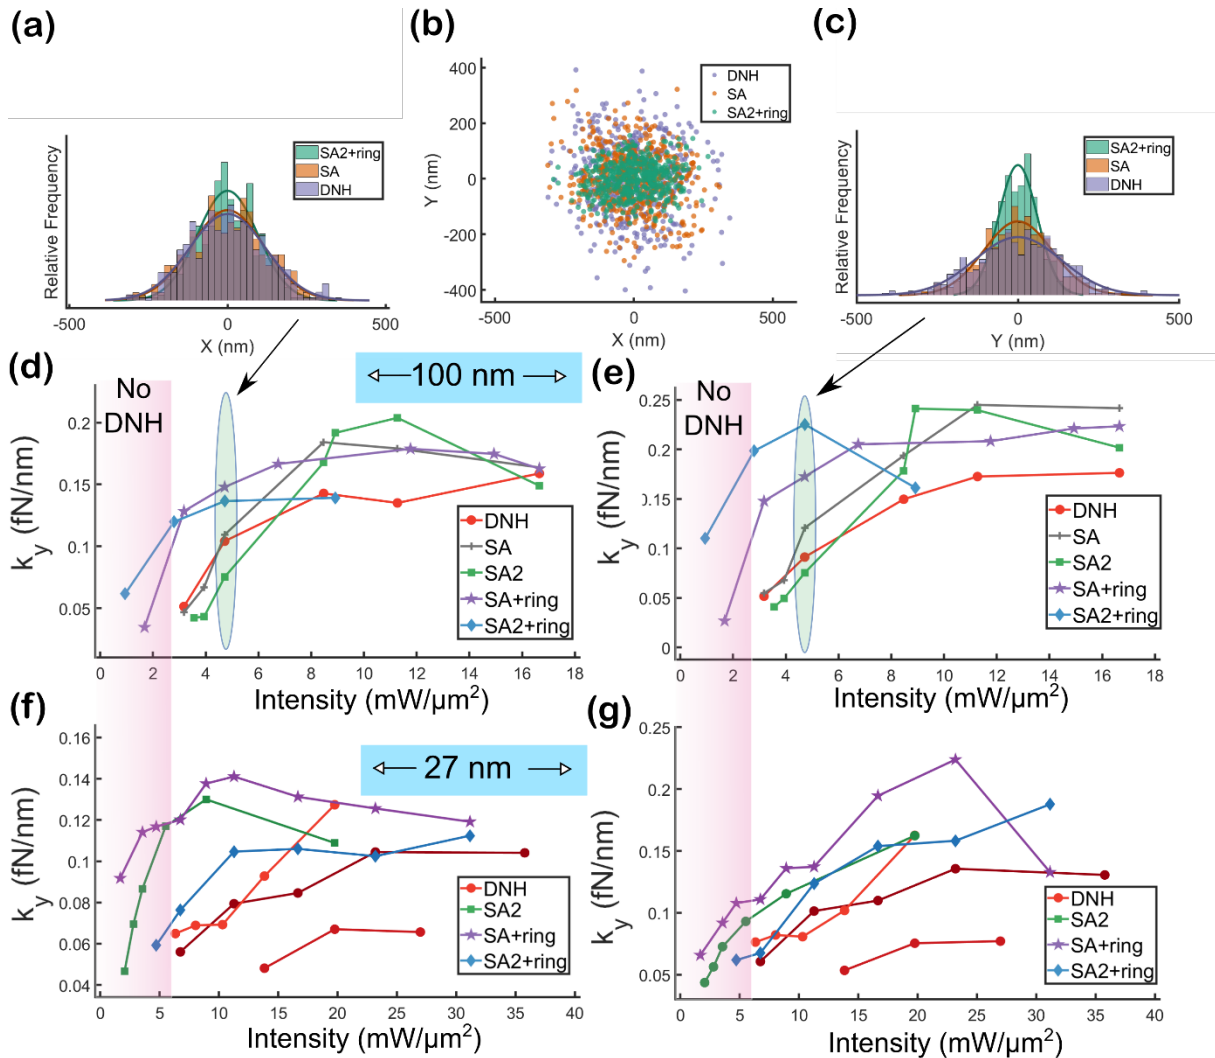 (a)
SA2+ring
SA
DNH
Relative Frequency
-500
0
500
X (nm)
(b)
DNH
SA
SA2+ring
400
200
0
-200
-400
Y (nm)
-500
0
500
X (nm)
(c)
SA2+ring
SA
DNH
Relative Frequency
-500
0
500
Y (nm)
(d)
No
DNH
100 nm
0.2
0.15
0.1
0.05
k_y (fN/nm)
DNH
SA
SA2
SA+ring
SA2+ring
0 2 4 6 8 10 12 14 16 18
Intensity (mW/μm²)
(e)
No
DNH
0.25
0.2
0.15
0.1
0.05
0
k_y (fN/nm)
DNH
SA
SA2
SA+ring
SA2+ring
0 2 4 6 8 10 12 14 16 18
Intensity (mW/μm²)
(f)
27 nm
0.16
0.14
0.12
0.1
0.08
0.06
0.04
k_y (fN/nm)
DNH
SA2
SA+ring
SA2+ring
0 5 10 15 20 25 30 35 40
Intensity (mW/μm²)
(g)
0.25
0.2
0.15
0.1
0.05
k_y (fN/nm)
DNH
SA2
SA+ring
SA2+ring
0 5 10 15 20 25 30 35 40
Intensity (mW/μm²)